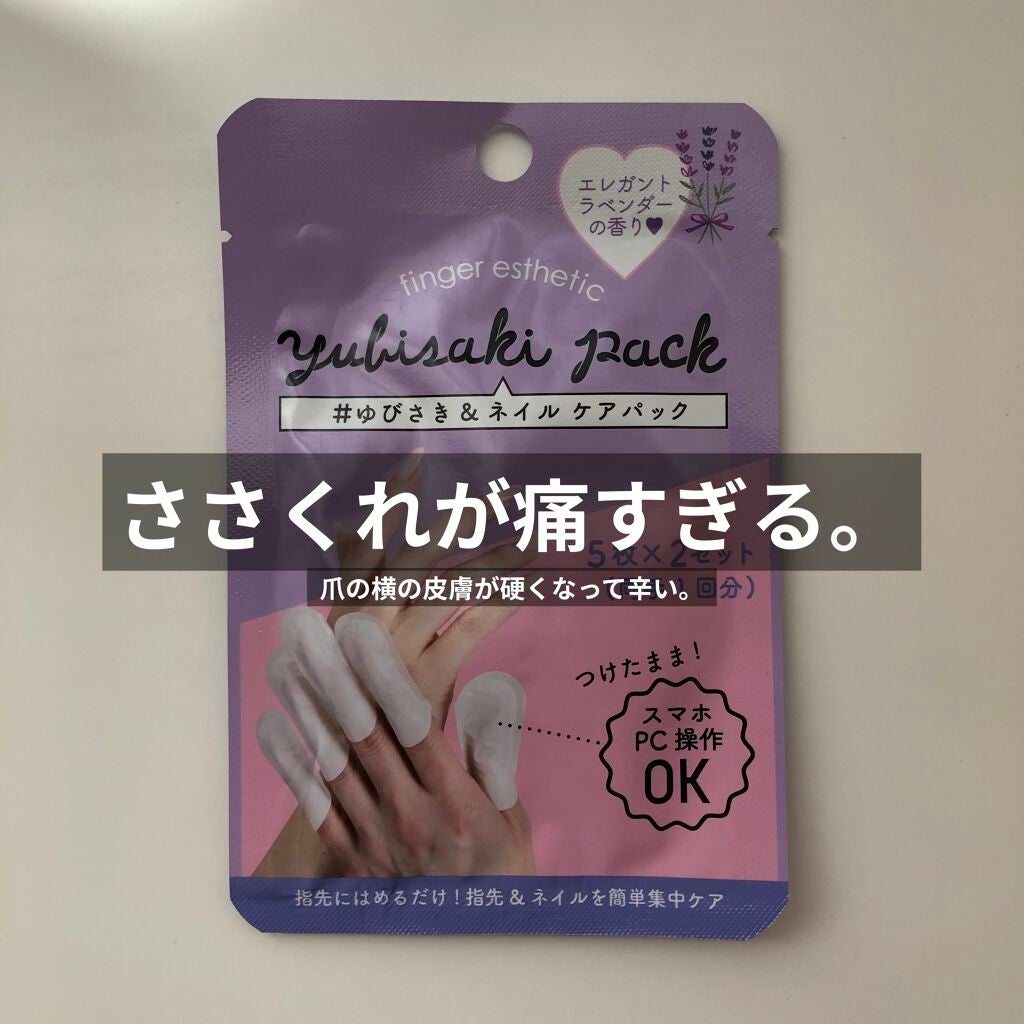 エレガント
ラベンダー
の香り♥
finger esthetic
yubisaki pack
#ゆびさき&ネイル ケアパック
ささくれが痛すぎる。
5枚×2セット
爪の横の皮膚が硬くなって辛い。
回分)
つけたまま!
スマホ
PC操作
OK
指先にはめるだけ!指先&ネイルを簡単集中ケア